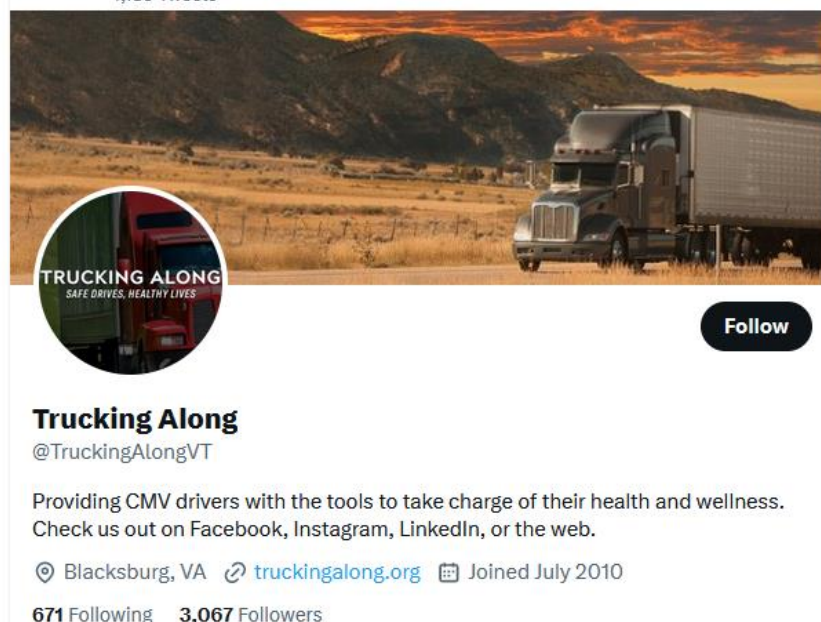 TRUCKING ALONG
SAFE DRIVES, HEALTHY LIVES
Follow
Trucking Along
@TruckingAlongVT
Providing CMV drivers with the tools to take charge of their health and wellness.
Check us out on Facebook, Instagram, LinkedIn, or the web.
Blacksburg, VA truckingalong.org Joined July 2010
671 Following 3,067 Followers